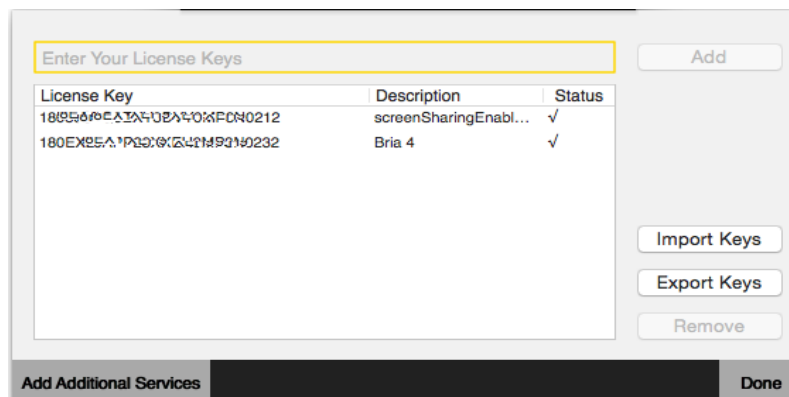 Enter Your License Keys
Add
License Key Description Status
screenSharingEnabl... √
Bria 4 √
Import Keys
Export Keys
Remove
Add Additional Services
Done